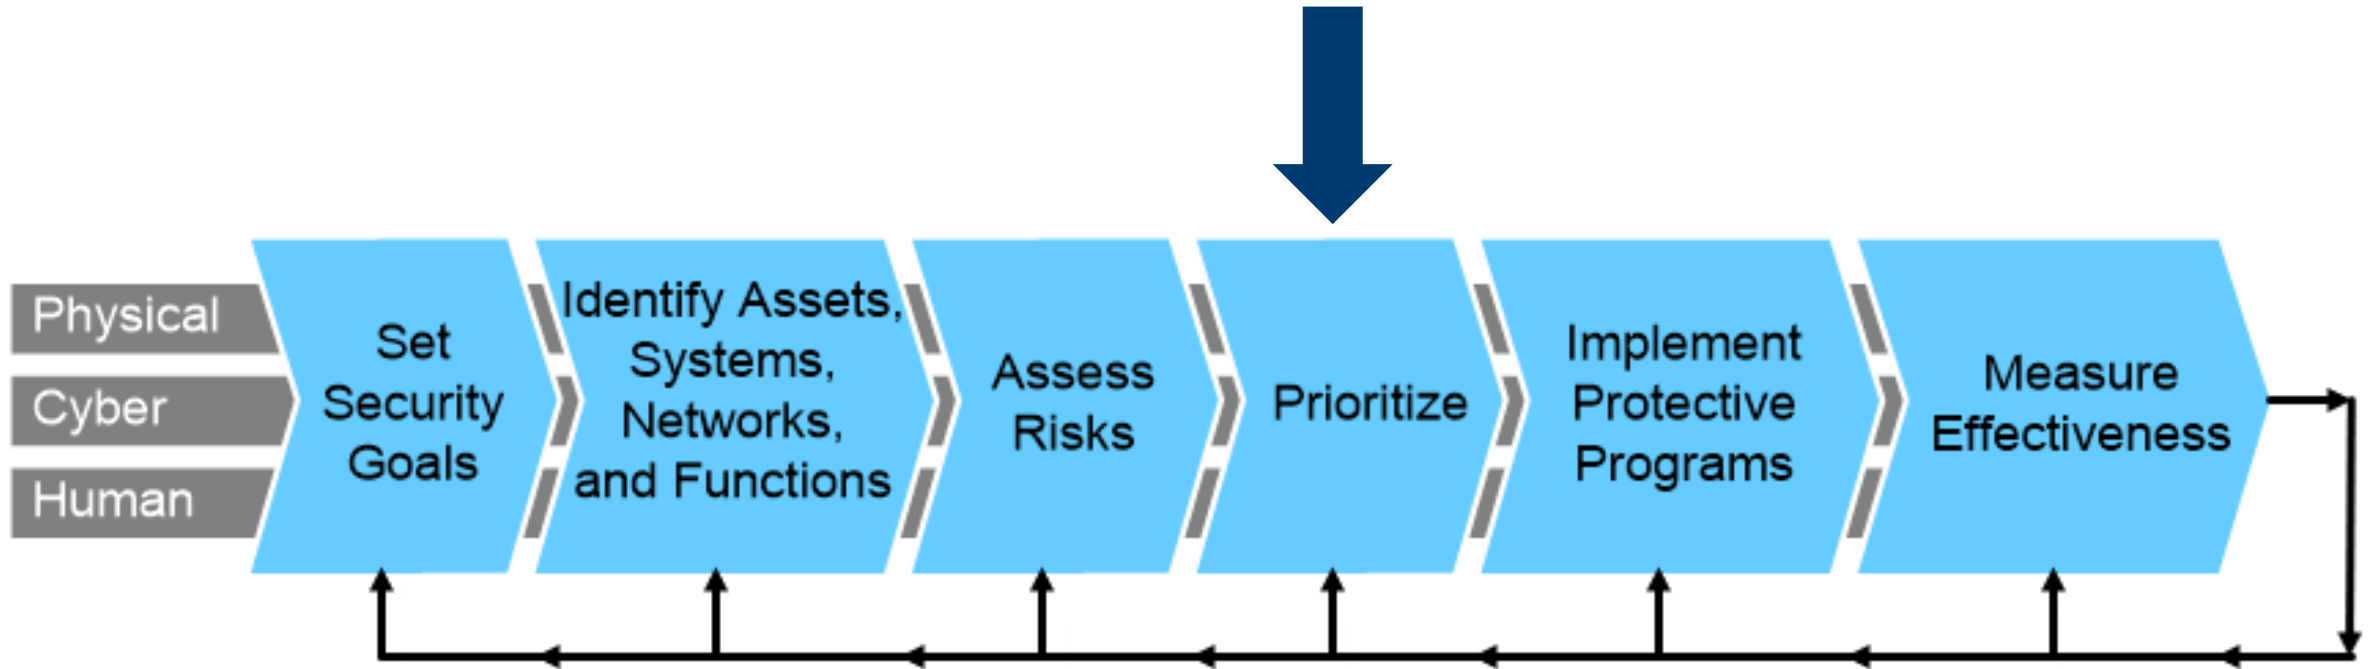 Physical
Cyber
Human
Set
Security
Goals
Identify Assets,
Systems,
Networks,
and Functions
Assess
Risks
Prioritize
Implement
Protective
Programs
Measure
Effectiveness